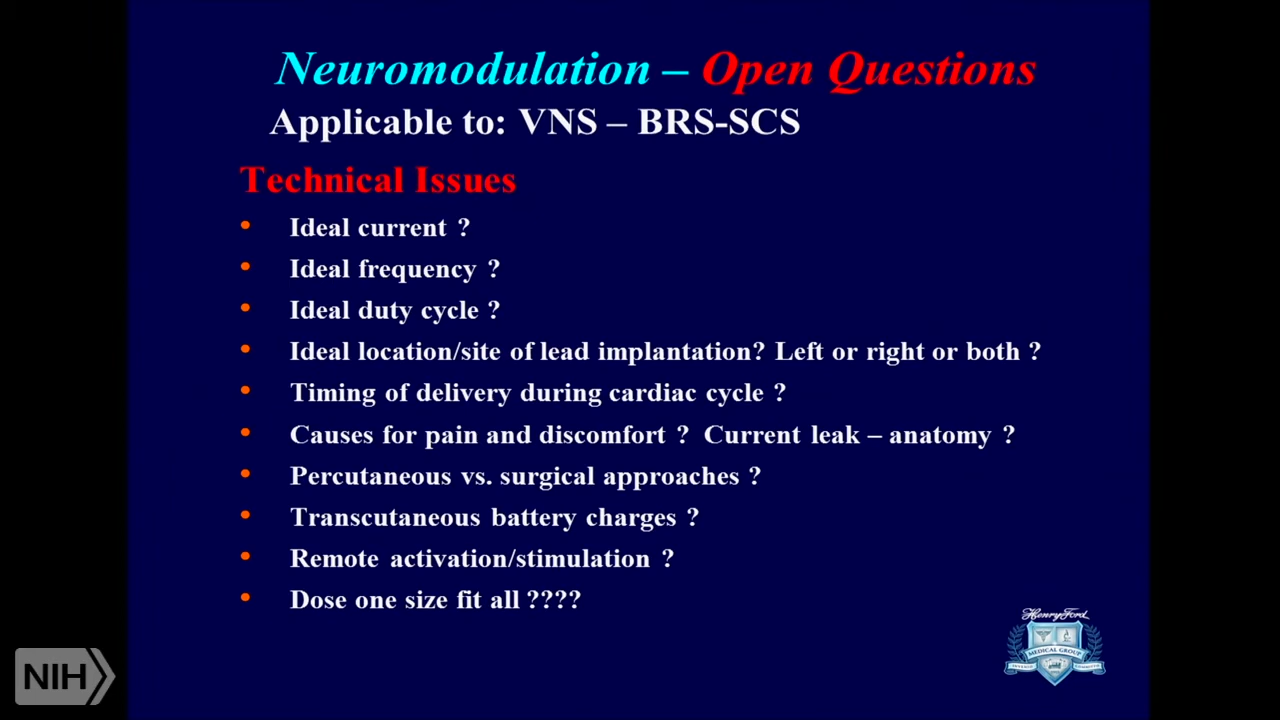 Neuromodulation – Open Questions
Applicable to: VNS – BRS-SCS
Technical Issues
• Ideal current ?
• Ideal frequency ?
• Ideal duty cycle ?
• Ideal location/site of lead implantation? Left or right or both ?
• Timing of delivery during cardiac cycle ?
• Causes for pain and discomfort ? Current leak – anatomy ?
• Percutaneous vs. surgical approaches ?
• Transcutaneous battery charges ?
• Remote activation/stimulation ?
• Dose one size fit all ????
Henry Ford
MEDICAL GROUP
NIH